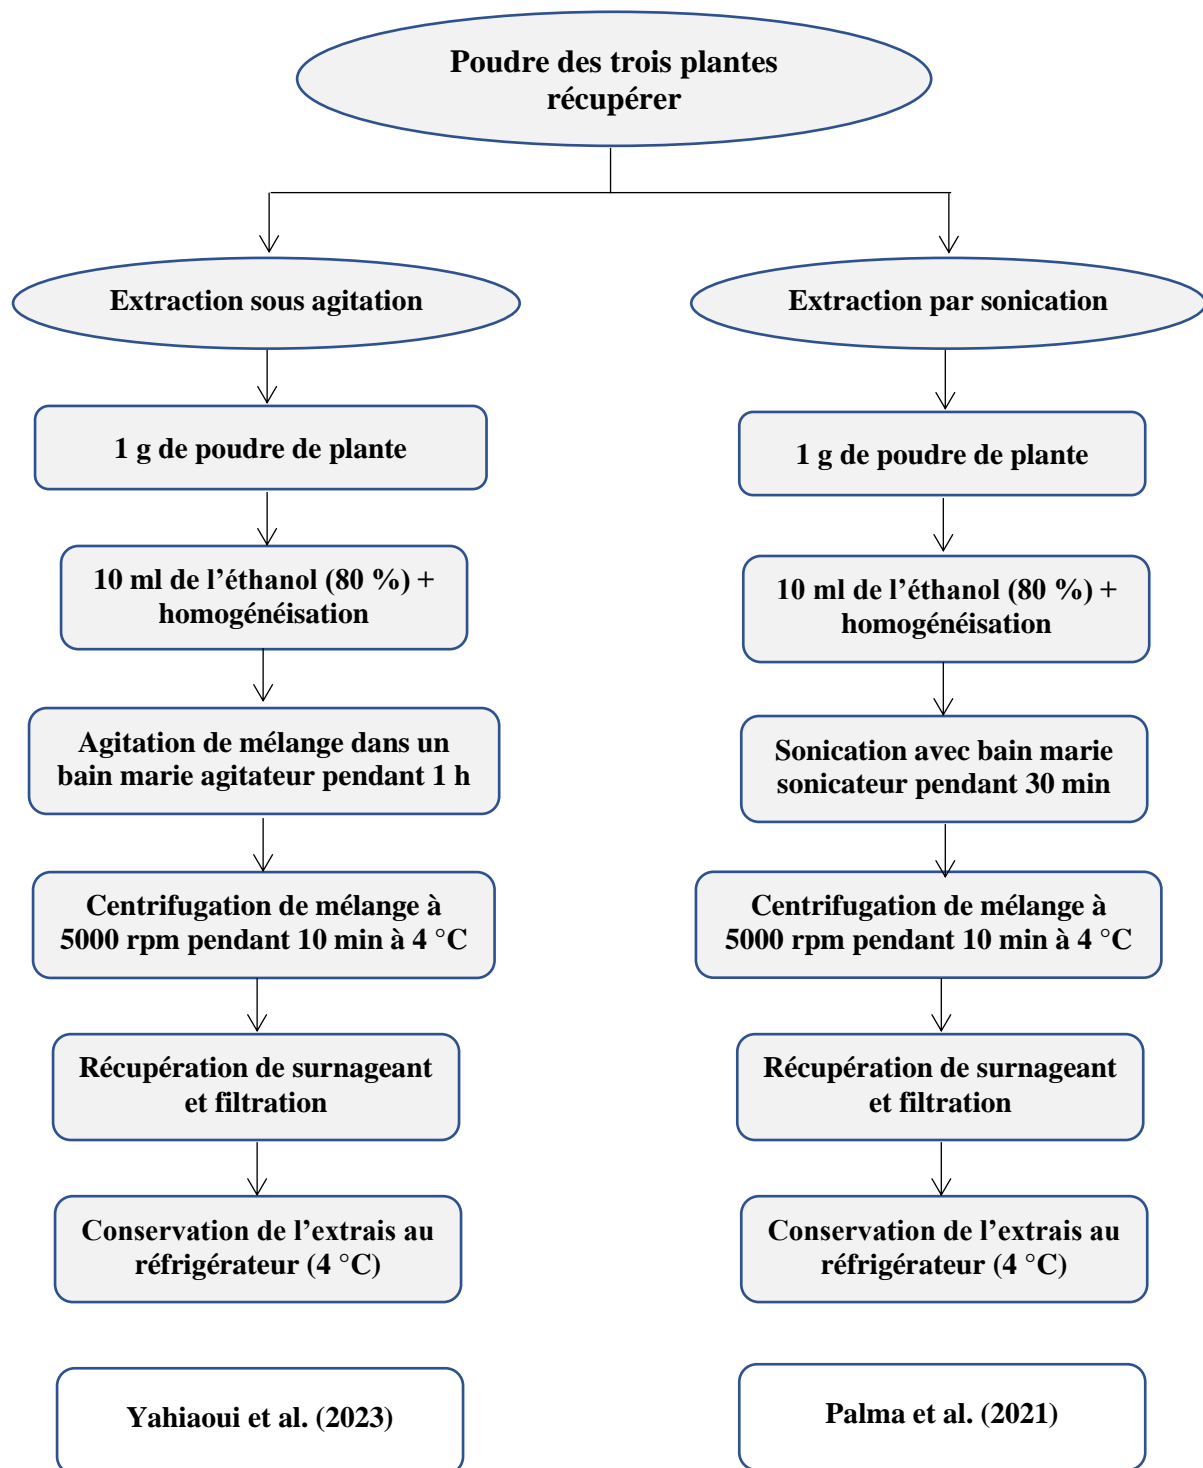 Poudre des trois plantes
récupérer
Extraction sous agitation
1 g de poudre de plante
10 ml de l’éthanol (80 %) +
homogénéisation
Agitation de mélange dans un
bain marie agitateur pendant 1 h
Centrifugation de mélange à
5000 rpm pendant 10 min à 4 °C
Récupération de surnageant
et filtration
Conservation de l’extrais au
réfrigérateur (4 °C)
Yahiaoui et al. (2023)
Extraction par sonication
1 g de poudre de plante
10 ml de l’éthanol (80 %) +
homogénéisation
Sonication avec bain marie
sonicateur pendant 30 min
Centrifugation de mélange à
5000 rpm pendant 10 min à 4 °C
Récupération de surnageant
et filtration
Conservation de l’extrais au
réfrigérateur (4 °C)
Palma et al. (2021)